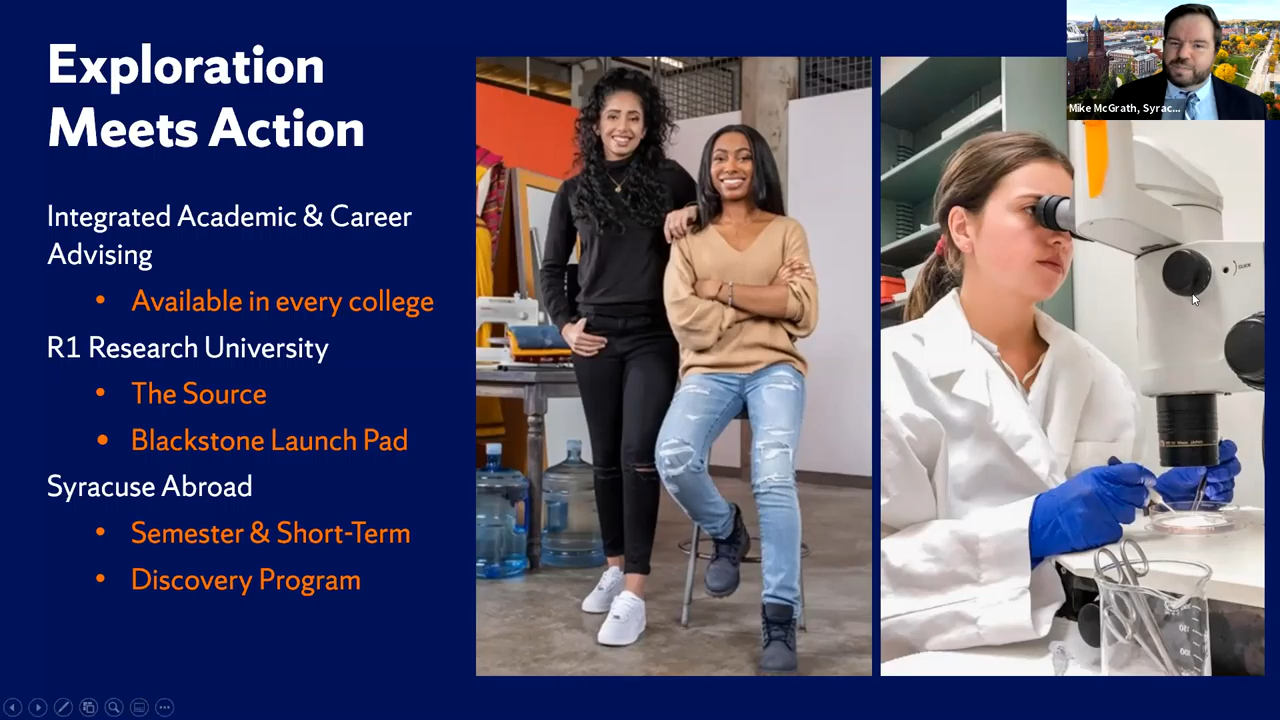 Exploration
Meets Action
Integrated Academic & Career
Advising
• Available in every college
R1 Research University
• The Source
• Blackstone Launch Pad
Syracuse Abroad
• Semester & Short-Term
• Discovery Program
Mike McGrath, Syrac...